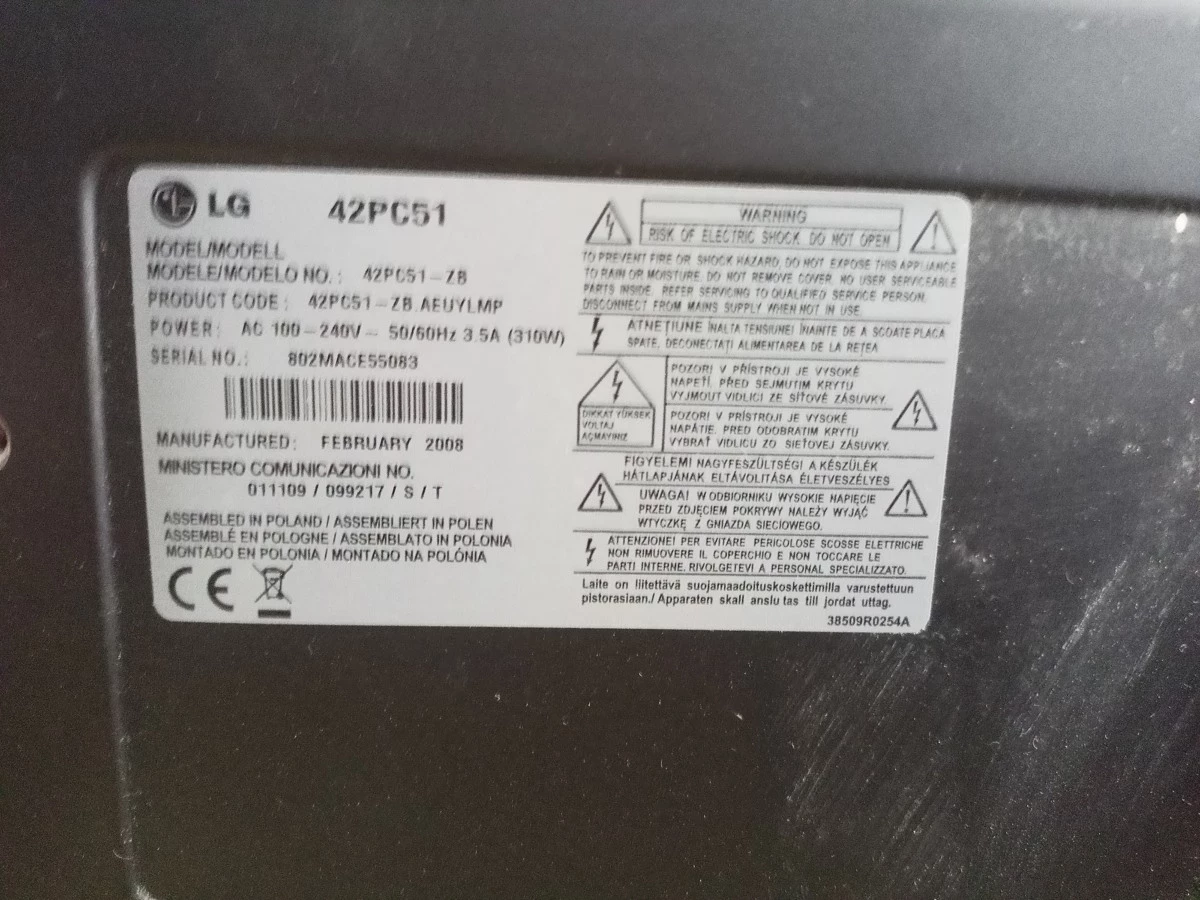 LG 42PC51
MODEL/MODELL
MODELE/MODELO NO.: 42PC51-ZB
PRODUCT CODE: 42PC51-ZB.AEUYLMP
POWER: AC 100-240V~ 50/60Hz 3.5A (310W)
SERIAL NO.: 802MACE55083
MANUFACTURED: FEBRUARY 2008
MINISTERO COMUNICAZIONI NO.
011109 / 099217 / S / T
ASSEMBLED IN POLAND / ASSEMBLIERT IN POLEN
ASSEMBLÉ EN POLOGNE / ASSEMBLATO IN POLONIA
MONTADO EN POLONIA / MONTADO NA POLÓNIA
CE
WARNING
RISK OF ELECTRIC SHOCK DO NOT OPEN
TO PREVENT FIRE OR SHOCK HAZARD, DO NOT EXPOSE THIS APPLIANCE
TO RAIN OR MOISTURE. DO NOT REMOVE COVER. NO USER SERVICEABLE
PARTS INSIDE. REFER SERVICING TO QUALIFIED SERVICE PERSON.
DISCONNECT FROM MAINS SUPPLY WHEN NOT IN USE.
ATNEŢIUNE ÎNALTA TENSIUNE! ÎNAINTE DE A SCOATE PLACA
SPATE, DECONECTAŢI ALIMENTAREA DE LA REŢEA
DIKKAT YÜKSEK
VOLTAJ
AÇMAYINIZ
POZOR! V PŘÍSTROJI JE VYSOKÉ
NAPĚTÍ. PŘED SEJMUTIM KRYTU
VYJMOUT VIDLICI ZE SÍŤOVÉ ZÁSUVKY.
POZOR! V PRÍSTROJI JE VYSOKÉ
NAPÄTIE. PRED ODOBRATIM KRYTU
VYBRAŤ VIDLICU ZO SIEŤOVEJ ZÁSUVKY.
FIGYELEM! NAGYFESZÜLTSÉG! A KÉSZÜLÉK
HÁTLAPJÁNAK ELTÁVOLITÁSA ÉLETVESZÉLYES
UWAGA! W ODBIORNIKU WYSOKIE NAPIĘCIE
PRZED ZDJĘCIEM POKRYWY NALEŻY WYJĄĆ
WTYCZKĘ Z GNIAZDA SIECIOWEGO.
ATTENZIONE! PER EVITARE PERICOLOSE SCOSSE ELETTRICHE
NON RIMUOVERE IL COPERCHIO E NON TOCCARE LE
PARTI INTERNE. RIVOLGETEVI A PERSONAL SPECIALIZZATO.
Laite on liitettävä suojamaadoituskoskettimilla varustettuun
pistorasiaan./ Apparaten skall anslutas till jordat uttag.
38509R0254A